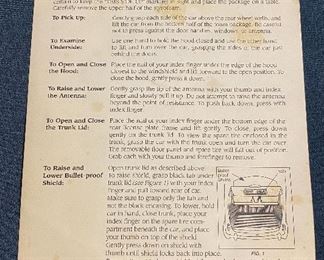 certain to keep the "THIS SIDE UP" marker in sight and place the package on a table.
Carefully remove the upper half of the styrofoam.
To Pick Up: Gently grasp each side of the car above the rear wheel wells, and
lift the car from the bottom half of the foam package. Be careful
not to press against the door handles, windows, or antenna.
To Examine
Underside:
Use one hand to hold the hood closed and use the other hand
to lift and turn over the car, grasping the sides of the car just
behind the doors.
To Open and Close
the Hood:
Place the nail of your index finger under the edge of the hood
closest to the windshield and lift forward to the open position. To
close the hood, gently press it down.
To Raise and Lower
the Antenna:
Gently grasp the tip of the antenna with your thumb and index
finger and slowly pull it up. Do not attempt to move the antenna
beyond the point of resistance. To push back down, press with
index finger.
To Open and Close
the Trunk Lid:
Place the nail of your index finger under the bottom edge of the
rear license plate frame and lift gently. To close, press down
gently on the trunk lid. To view the spare tire enclosed in the
trunk, grasp the car with the trunk open and turn the car over.
The removable floor panel and spare tire will fall out of position.
Grab each with your thumb and forefinger to remove.
To Raise and
Lower Bullet-proof
Shield:
Open trunk lid as described above.
To raise shield, grasp black tab under
trunk lid (see Figure 1) with your index
finger and pull toward rear of car.
Make sure to grasp only the tab and
not the black encasing. To lower, hold
car in hand, close trunk, place your
index finger on the spare tire com-
partment beneath the car, and place
your thumb on top of the shield
Gently press down on shield with
thumb until shield locks back into place.
FIG. 1